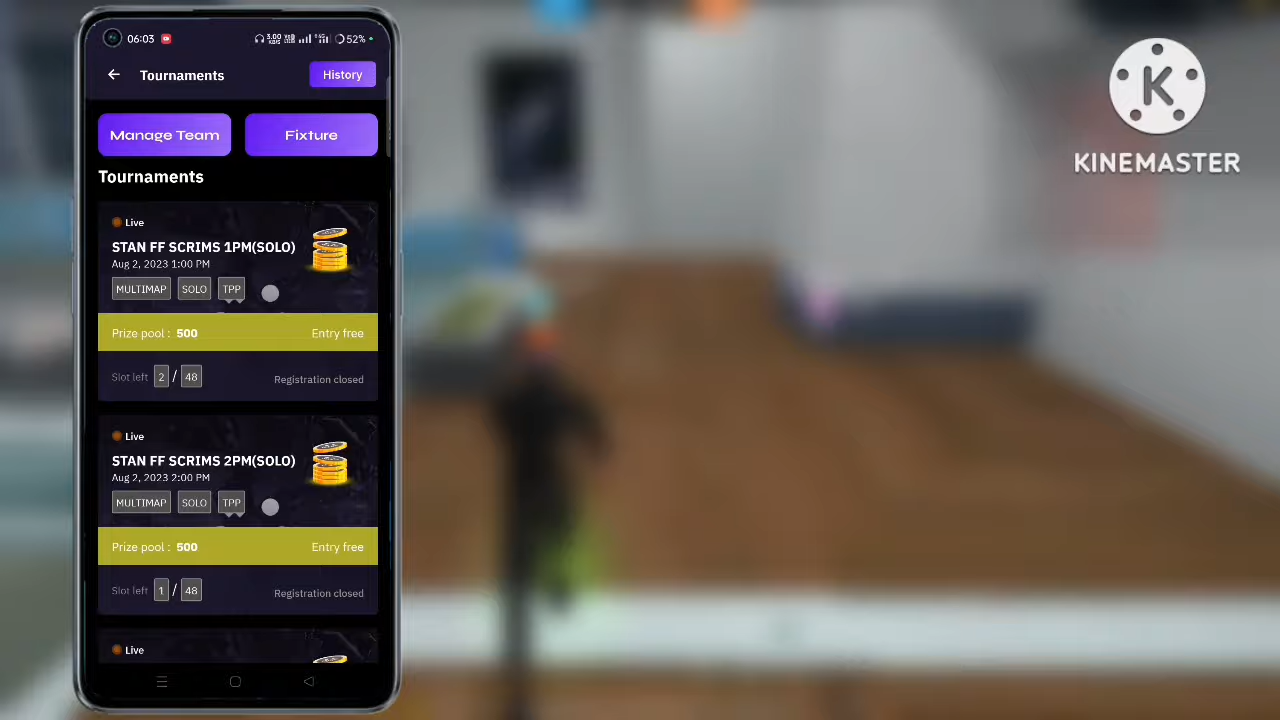 06:03
3.00
52%
Tournaments
History
Manage Team
Fixture
Tournaments
Live
STAN FF SCRIMS 1PM(SOLO)
Aug 2, 2023 1:00 PM
MULTIMAP SOLO TPP
Prize pool : 500 Entry free
Slot left 2 / 48 Registration closed
Live
STAN FF SCRIMS 2PM(SOLO)
Aug 2, 2023 2:00 PM
MULTIMAP SOLO TPP
Prize pool : 500 Entry free
Slot left 1 / 48 Registration closed
Live
K
KINEMASTER